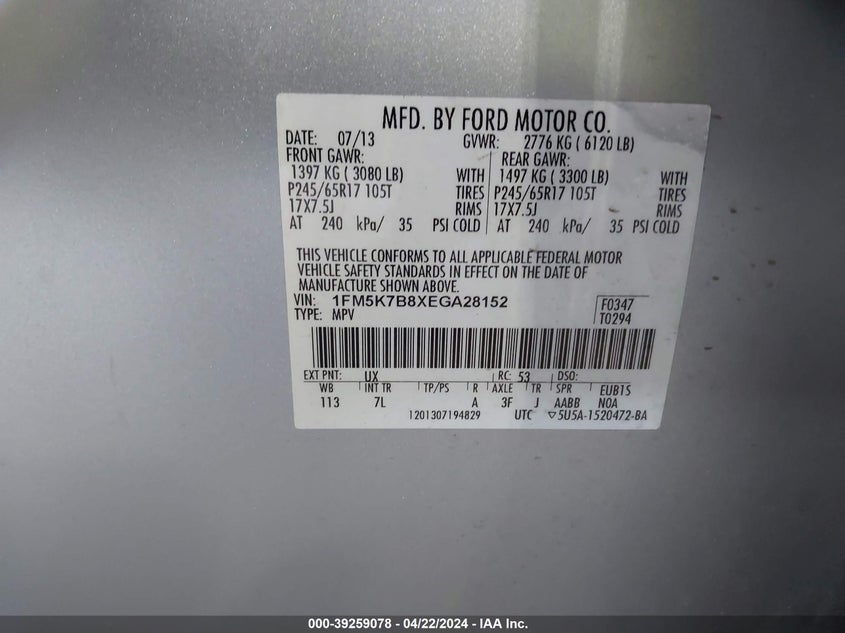 MFD. BY FORD MOTOR CO.
DATE: 07/13 GVWR: 2776 KG ( 6120 LB)
FRONT GAWR: REAR GAWR:
1397 KG ( 3080 LB) WITH 1497 KG ( 3300 LB) WITH
P245/65R17 105T TIRES P245/65R17 105T TIRES
17X7.5J RIMS 17X7.5J RIMS
AT 240 kPa/ 35 PSI COLD AT 240 kPa/ 35 PSI COLD
THIS VEHICLE CONFORMS TO ALL APPLICABLE FEDERAL MOTOR
VEHICLE SAFETY STANDARDS IN EFFECT ON THE DATE OF
MANUFACTURE SHOWN ABOVE.
VIN: 1FM5K7B8XEGA28152 F0347
TYPE: MPV T0294
EXT PNT: UX RC: 53 DSO:
WB INT TR TP/PS R AXLE TR SPR EUB1S
113 7L A 3F J AABB NOA
1201307194829 UTC ▽5U5A-1520472-BA
000-39259078 - 04/22/2024 - IAA Inc.